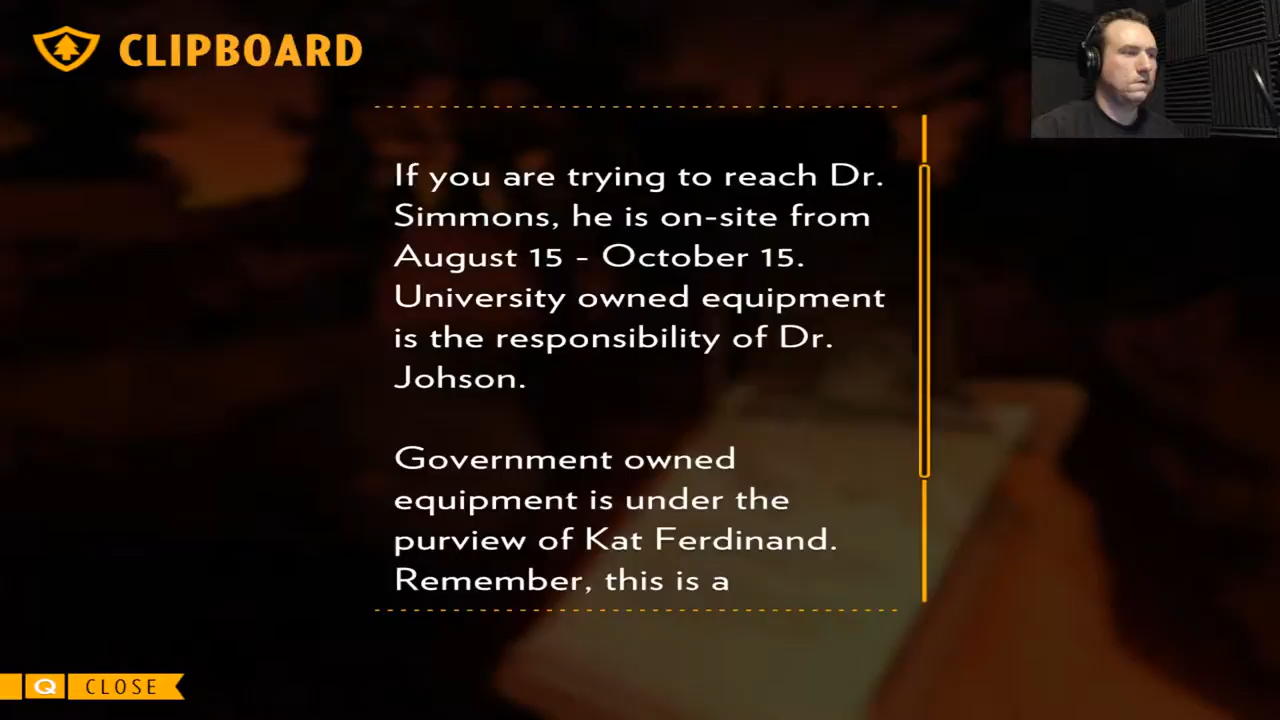 CLIPBOARD
If you are trying to reach Dr.
Simmons, he is on-site from
August 15 - October 15.
University owned equipment
is the responsibility of Dr.
Johson.
Government owned
equipment is under the
purview of Kat Ferdinand.
Remember, this is a
Q CLOSE